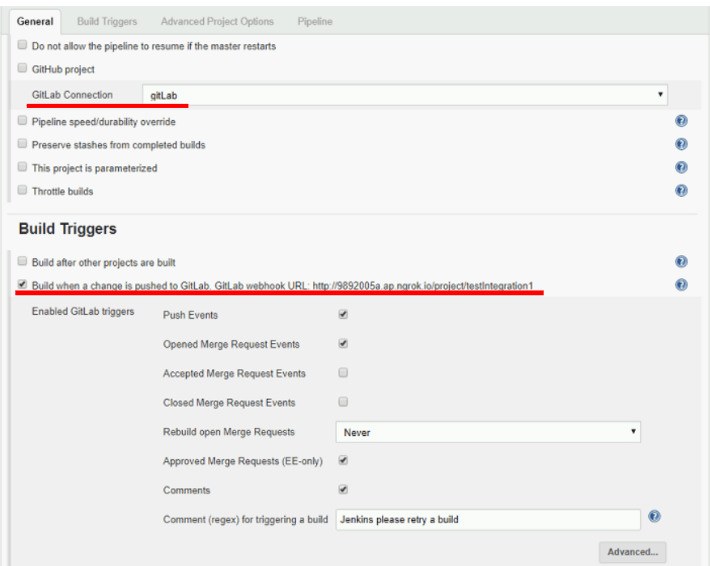 General Build Triggers Advanced Project Options Pipeline
Do not allow the pipeline to resume if the master restarts
GitHub project
GitLab Connection gitLab
Pipeline speed/durability override
Preserve stashes from completed builds
This project is parameterized
Throttle builds
Build Triggers
Build after other projects are built
Build when a change is pushed to GitLab. GitLab webhook URL: http://9892005a.ap.ngrok.io/project/testIntegration1
Enabled GitLab triggers Push Events
Opened Merge Request Events
Accepted Merge Request Events
Closed Merge Request Events
Rebuild open Merge Requests Never
Approved Merge Requests (EE-only)
Comments
Comment (regex) for triggering a build Jenkins please retry a build
Advanced...